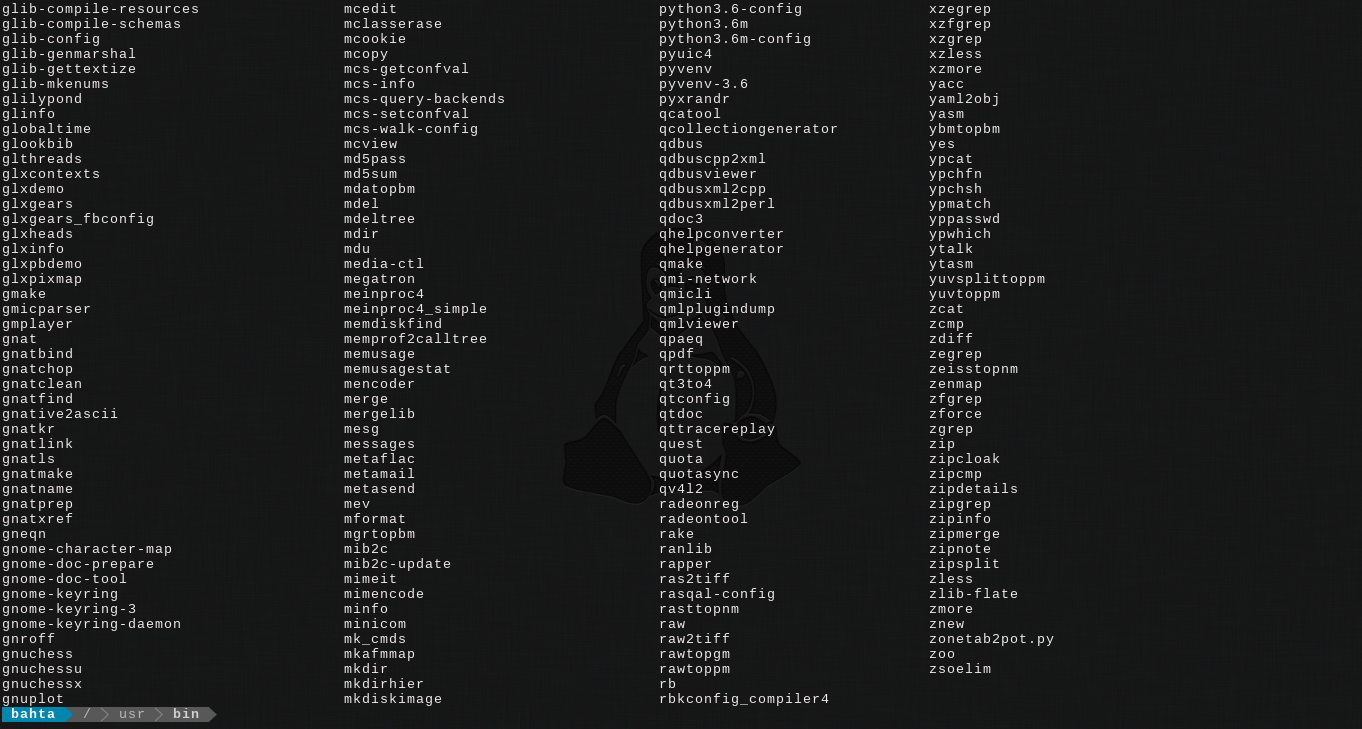 glib-compile-resources mcedit python3.6-config xzegrep
glib-compile-schemas mclasserase python3.6m xzfgrep
glib-config mcookie python3.6m-config xzgrep
glib-genmarshal mcopy pyuic4 xzless
glib-gettextize mcs-getconfval pyvenv xzmore
glib-mkenums mcs-info pyvenv-3.6 yacc
glilypond mcs-query-backends pyxrandr yaml2obj
glinfo mcs-setconfval qcatool yasm
globaltime mcs-walk-config qcollectiongenerator ybmtopbm
glookbib mcview qdbus yes
glthreads md5pass qdbuscpp2xml ypcat
glxcontexts md5sum qdbusviewer ypchfn
glxdemo mdatopbm qdbusxml2cpp ypchsh
glxgears mdel qdbusxml2perl ypmatch
glxgears_fbconfig mdeltree qdoc3 yppasswd
glxheads mdir qhelpconverter ypwhich
glxinfo mdu qhelpgenerator ytalk
glxpbdemo media-ctl qmake ytasm
glxpixmap megatron qmi-network yuvsplittoppm
gmake meinproc4 qmicli yuvtoppm
gmicparser meinproc4_simple qmlplugindump zcat
gmplayer memdiskfind qmlviewer zcmp
gnat memprof2calltree qpaeq zdiff
gnatbind memusage qpdf zegrep
gnatchop memusagestat qrttoppm zeisstopnm
gnatclean mencoder qt3to4 zenmap
gnatfind merge qtconfig zfgrep
gnative2ascii mergelib qtdoc zforce
gnatkr mesg qttracereplay zgrep
gnatlink messages quest zip
gnatls metaflac quota zipcloak
gnatmake metamail quotasync zipcmp
gnatname metasend qv4l2 zipdetails
gnatprep mev radeonreg zipgrep
gnatxref mformat radeontool zipinfo
gneqn mgrtopbm rake zipmerge
gnome-character-map mib2c ranlib zipnote
gnome-doc-prepare mib2c-update rapper zipsplit
gnome-doc-tool mimeit ras2tiff zless
gnome-keyring mimencode rasqal-config zlib-flate
gnome-keyring-3 minfo rasttopnm zmore
gnome-keyring-daemon minicom raw znew
gnroff mk_cmds raw2tiff zonetab2pot.py
gnuchess mkafmmap rawtopgm zoo
gnuchessu mkdir rawtoppm zsoelim
gnuchessx mkdirhier rb
gnuplot mkdiskimage rbkconfig_compiler4
bahta / usr bin